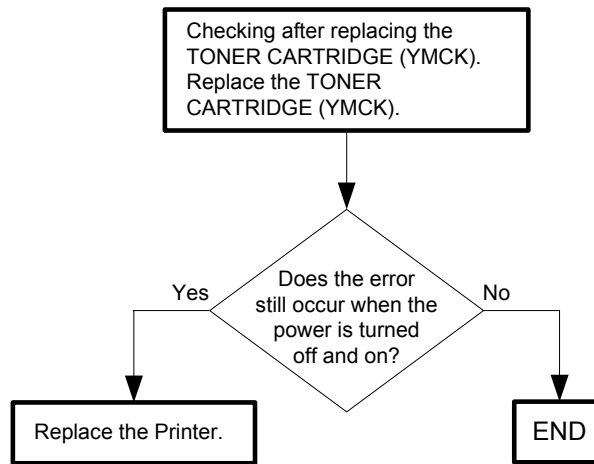 Checking after replacing the
TONER CARTRIDGE (YMCK).
Replace the TONER
CARTRIDGE (YMCK).
Does the error
still occur when the
power is turned
off and on?
Yes
No
Replace the Printer.
END